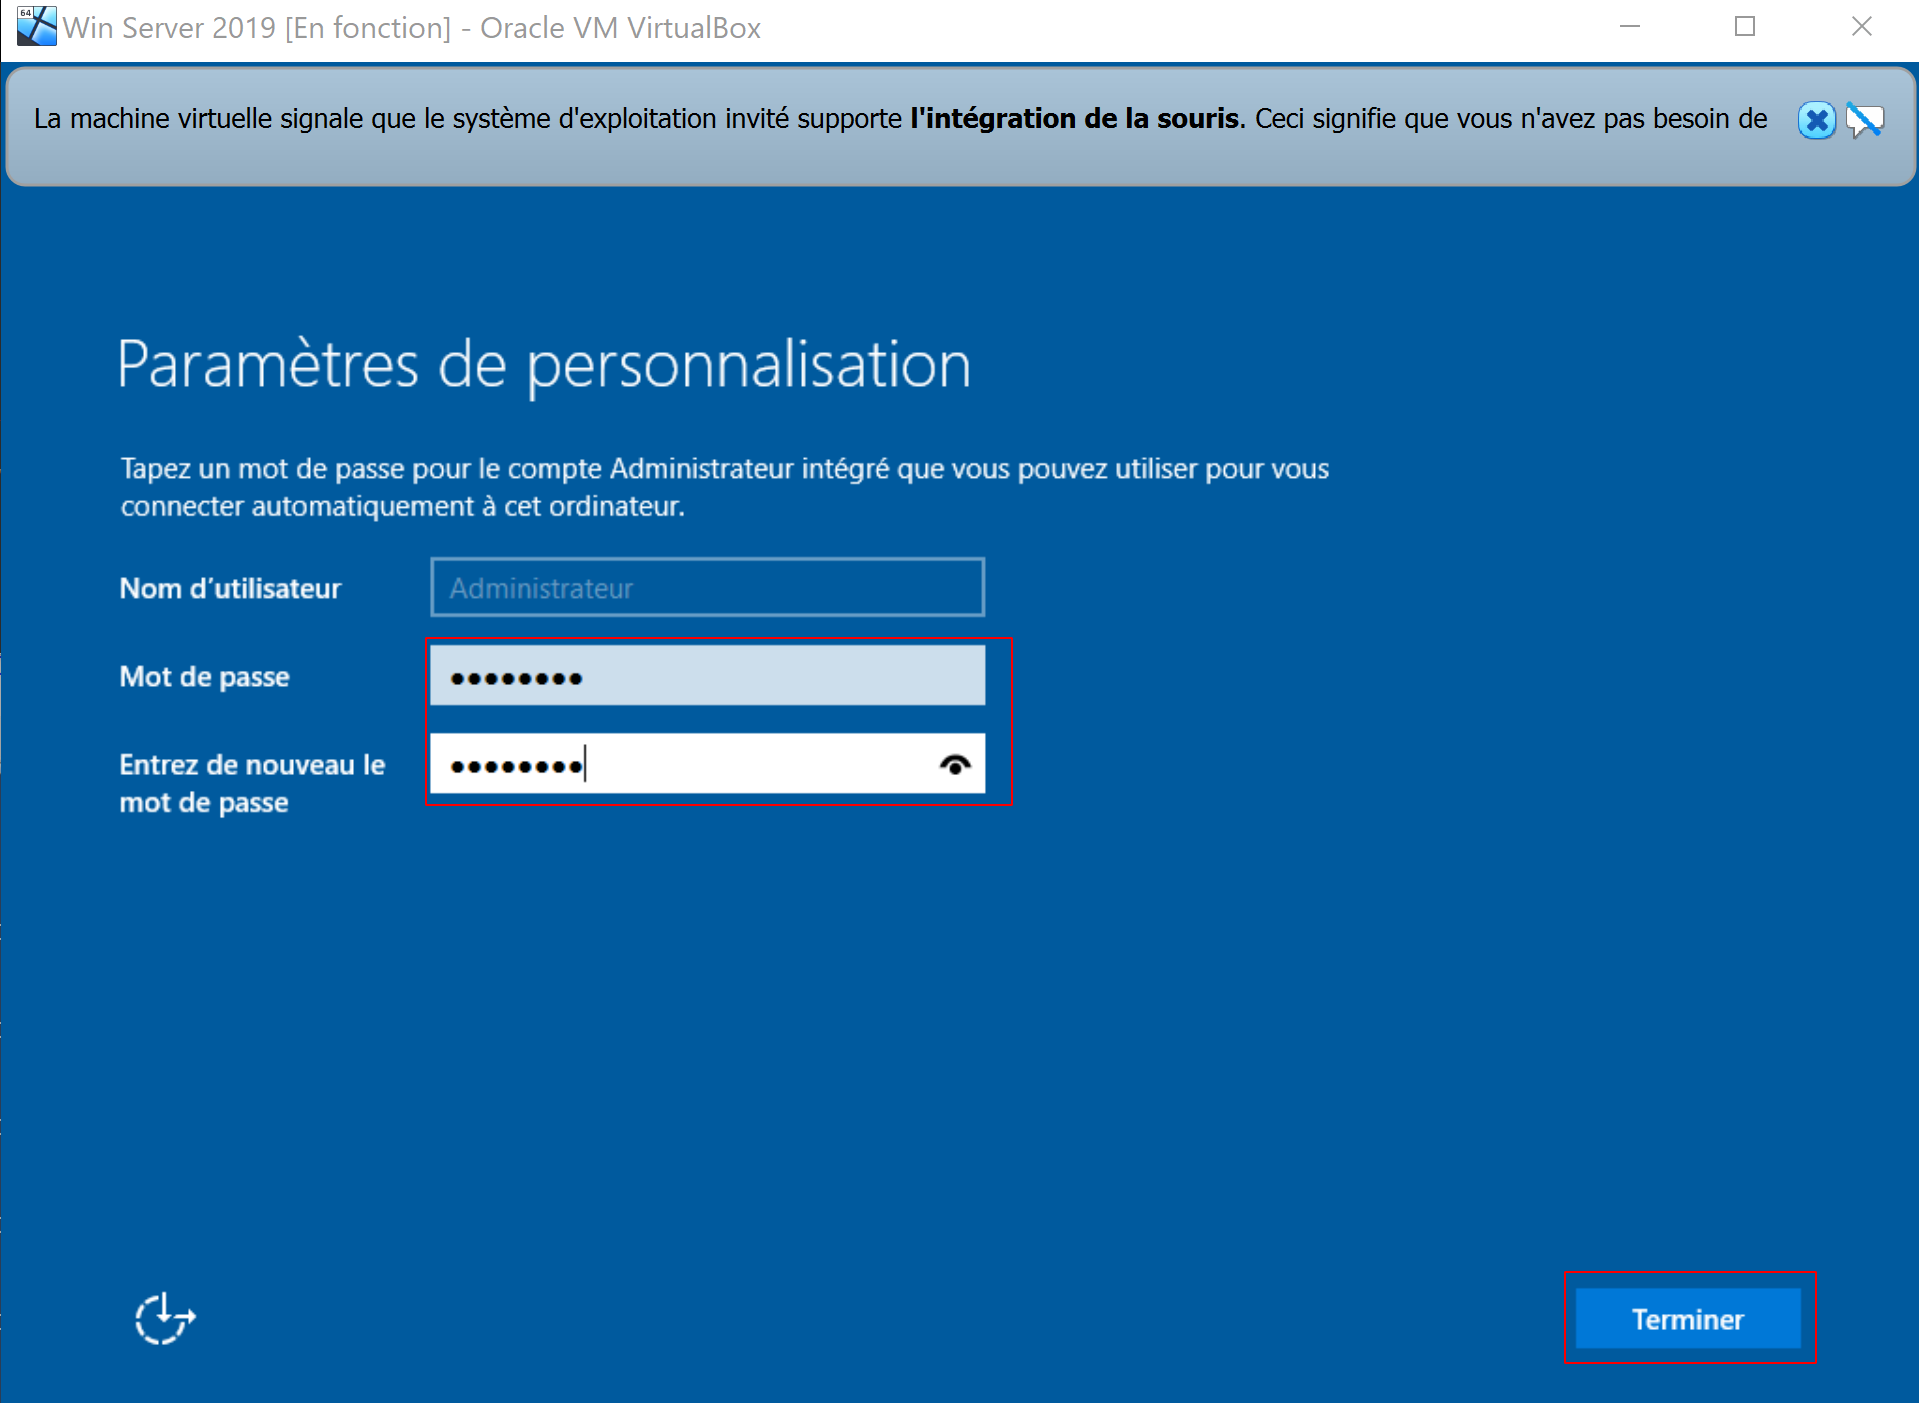 64
Win Server 2019 [En fonction] - Oracle VM VirtualBox
La machine virtuelle signale que le système d'exploitation invité supporte l'intégration de la souris. Ceci signifie que vous n'avez pas besoin de
Paramètres de personnalisation
Tapez un mot de passe pour le compte Administrateur intégré que vous pouvez utiliser pour vous
connecter automatiquement à cet ordinateur.
Nom d’utilisateur
Administrateur
Mot de passe
••••••••
Entrez de nouveau le
mot de passe
••••••••
Terminer